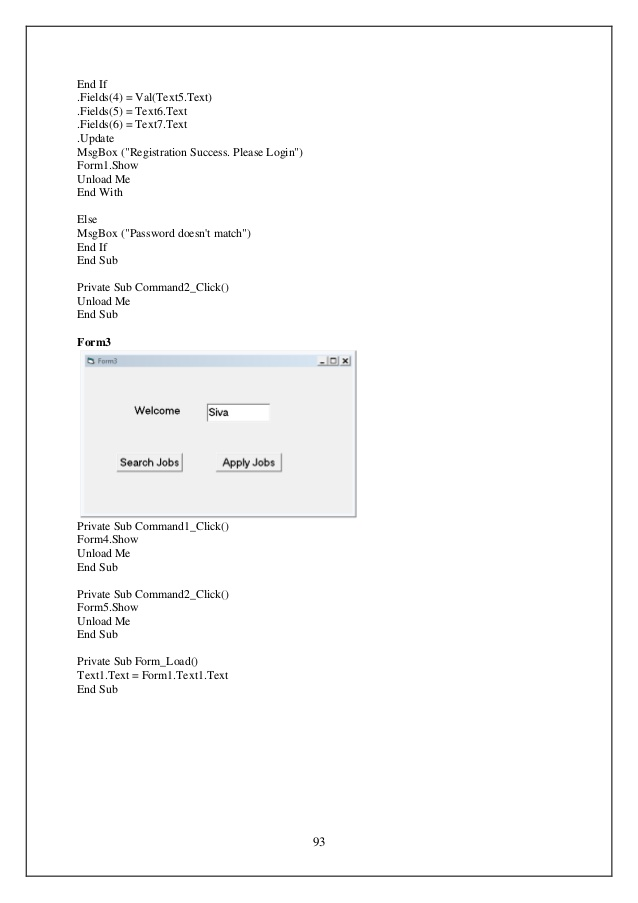 End If
.Fields(4) = Val(Text5.Text)
.Fields(5) = Text6.Text
.Fields(6) = Text7.Text
.Update
MsgBox ("Registration Success. Please Login")
Form1.Show
Unload Me
End With
Else
MsgBox ("Password doesn't match")
End If
End Sub
Private Sub Command2_Click()
Unload Me
End Sub
Form3
Form3
Welcome Siva
Search Jobs Apply Jobs
Private Sub Command1_Click()
Form4.Show
Unload Me
End Sub
Private Sub Command2_Click()
Form5.Show
Unload Me
End Sub
Private Sub Form_Load()
Text1.Text = Form1.Text1.Text
End Sub
93